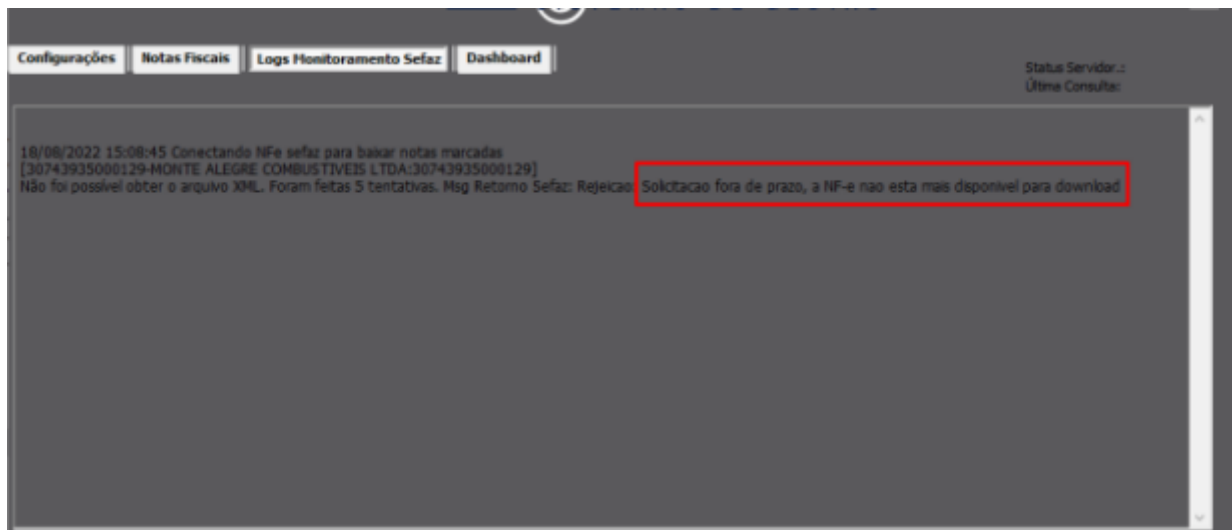 Configurações
Notas Fiscais
Logs Monitoramento Sefaz
Dashboard
Status Servidor..:
Última Consulta:
18/08/2022 15:08:45 Conectando NFe sefaz para baixar notas marcadas
[30743935000129-MONTE ALEGRE COMBUSTIVEIS LTDA:30743935000129]
Não foi possível obter o arquivo XML. Foram feitas 5 tentativas. Msg Retorno Sefaz: Rejeicao: Solicitacao fora de prazo, a NF-e nao esta mais disponivel para download